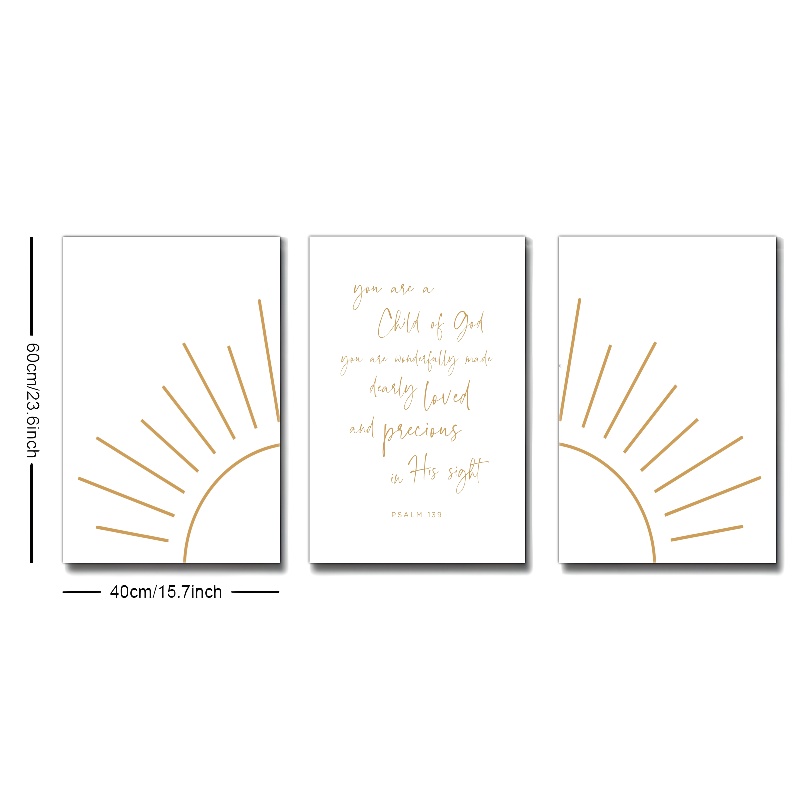 you are a
Child of God
you are wonderfully made
dearly loved
and precious
in His sight
PSALM 139
60cm/23.6inch
40cm/15.7inch